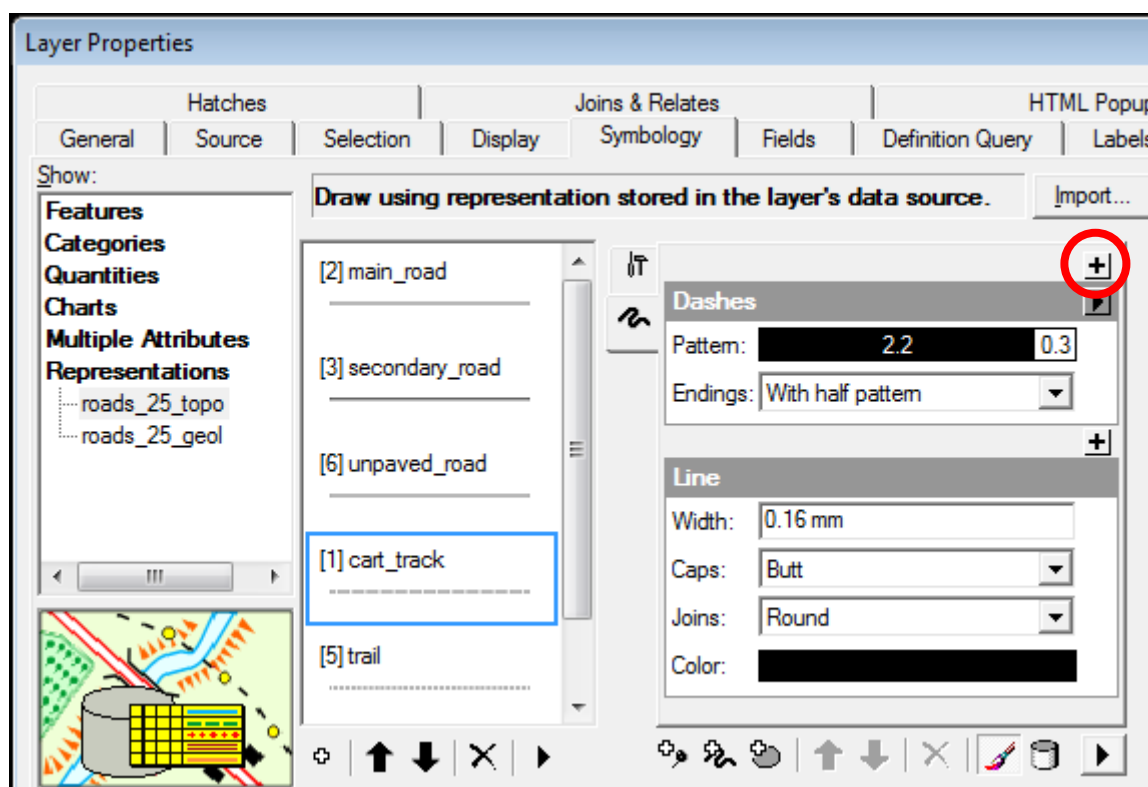 Layer Properties
Hatches Joins & Relates HTML Popup
General Source Selection Display Symbology Fields Definition Query Labels
Show:
Features
Categories
Quantities
Charts
Multiple Attributes
Representations
roads_25_topo
roads_25_geol
Draw using representation stored in the layer's data source.
Import...
[2] main_road
[3] secondary_road
[6] unpaved_road
[1] cart_track
[5] trail
Dashes
Pattern: 2.2 0.3
Endings: With half pattern
Line
Width: 0.16 mm
Caps: Butt
Joins: Round
Color: